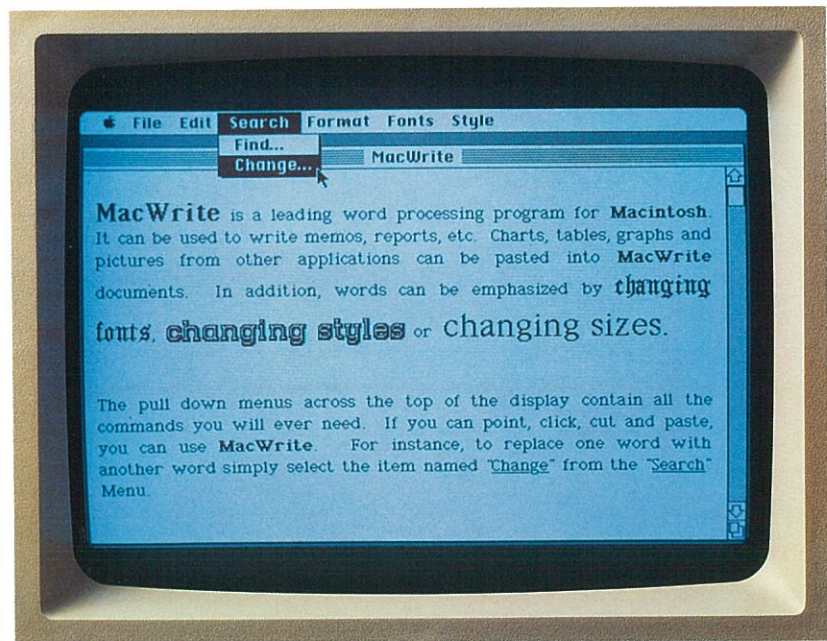 File Edit Search Format Fonts Style
Find...
Change...
MacWrite
MacWrite is a leading word processing program for Macintosh.
It can be used to write memos, reports, etc. Charts, tables, graphs and
pictures from other applications can be pasted into MacWrite
documents. In addition, words can be emphasized by changing
fonts, changing styles or changing sizes.
The pull down menus across the top of the display contain all the
commands you will ever need. If you can point, click, cut and paste,
you can use MacWrite. For instance, to replace one word with
another word simply select the item named "Change" from the "Search"
Menu.